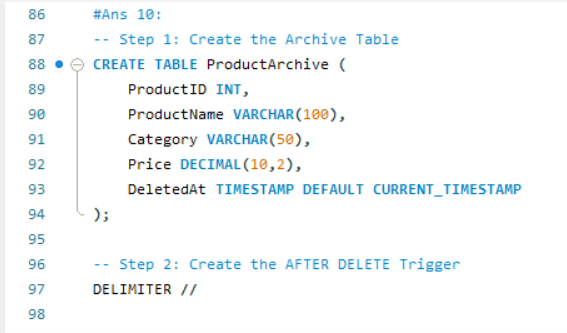 86 #Ans 10:
87 -- Step 1: Create the Archive Table
88 CREATE TABLE ProductArchive (
89 ProductID INT,
90 ProductName VARCHAR(100),
91 Category VARCHAR(50),
92 Price DECIMAL(10,2),
93 DeletedAt TIMESTAMP DEFAULT CURRENT_TIMESTAMP
94 );
95
96 -- Step 2: Create the AFTER DELETE Trigger
97 DELIMITER //
98